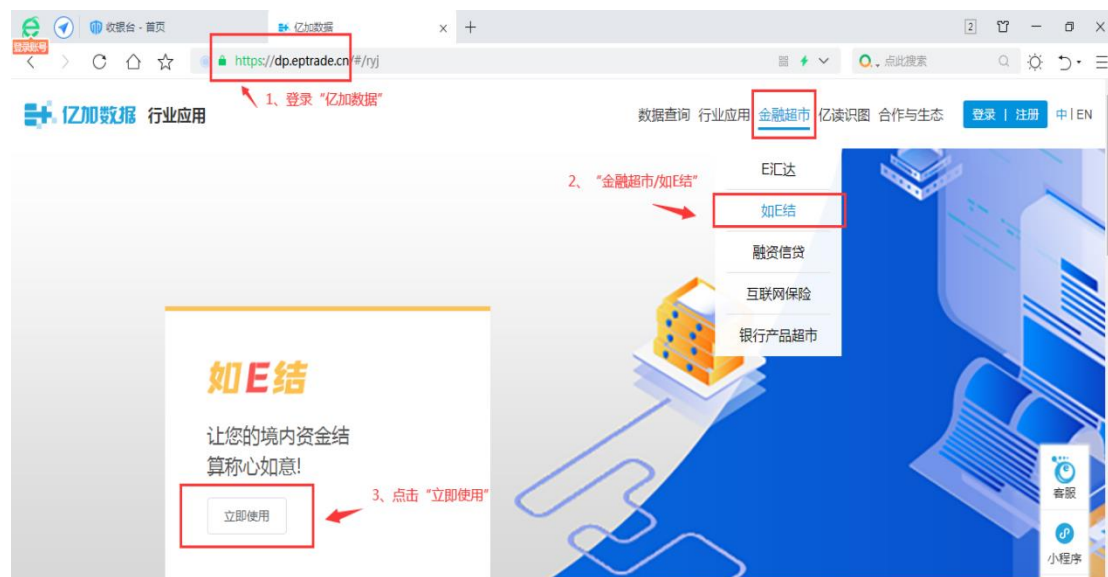 收银台 - 首页
亿加数据
2
登录账号
https://dp.eptrade.cn/#/ryj
点此搜索
1、登录 “亿加数据”
亿加数据 行业应用
数据查询 行业应用 金融超市 亿读识图 合作与生态 登录 | 注册 中 | EN
E汇达
2、 “金融超市/如E结”
如E结
融资信贷
互联网保险
银行产品超市
如E结
让您的境内资金结
算称心如意!
3、点击 “立即使用”
立即使用
客服
小程序